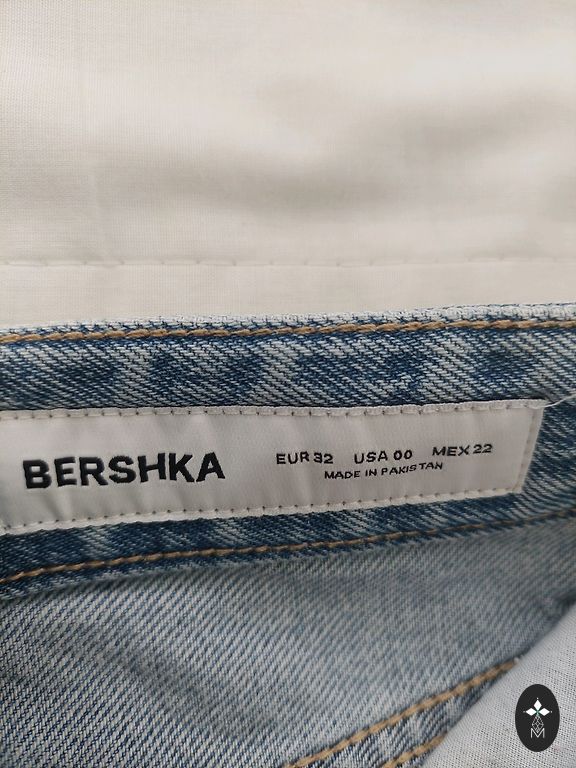 BERSHKA
EUR 32 USA 00 MEX 22
MADE IN PAKISTAN
M